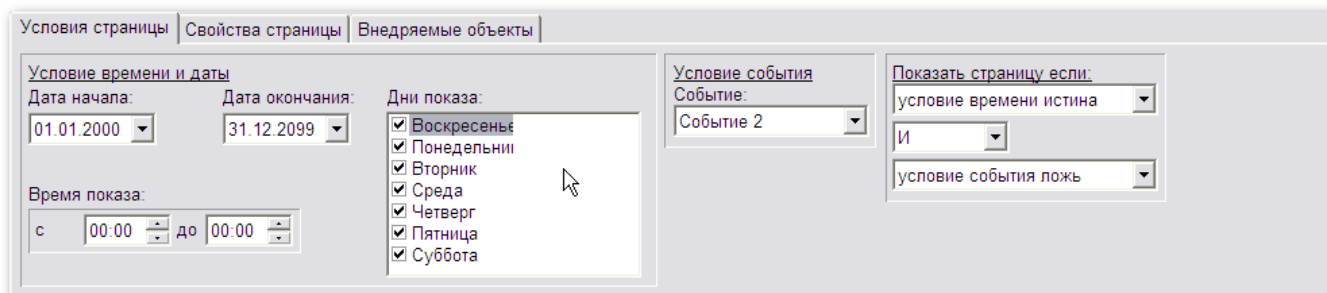 Условия страницы Свойства страницы Внедряемые объекты
Условие времени и даты
Дата начала: Дата окончания: Дни показа:
01.01.2000 31.12.2099
Воскресенье
Понедельник
Вторник
Среда
Четверг
Пятница
Суббота
Время показа:
с 00:00 до 00:00
Условие события
Событие:
Событие 2
Показать страницу если:
условие времени истина
И
условие события ложь